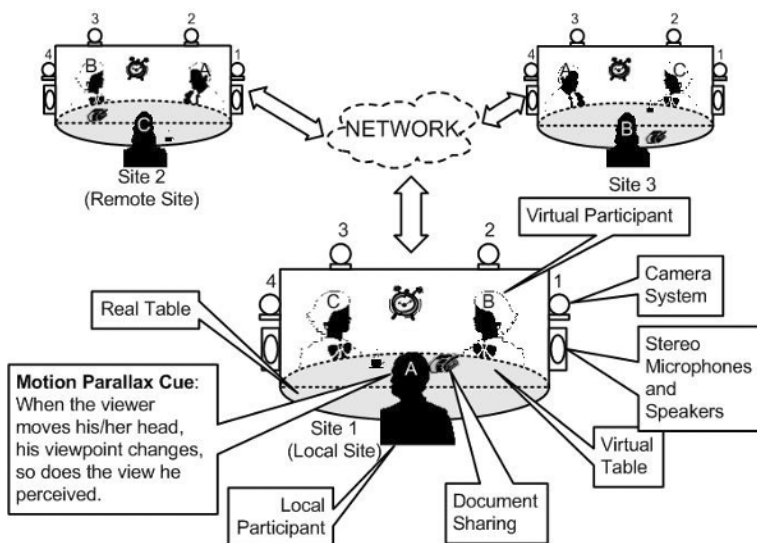 3
2
4
1
B
A
C
Site 2
(Remote Site)
NETWORK
3
2
4
1
A
C
B
Site 3
Virtual Participant
3
2
4
1
C
B
A
Camera
System
Real Table
Stereo
Microphones
and
Speakers
Motion Parallax Cue:
When the viewer
moves his/her head,
his viewpoint changes,
so does the view he
perceived.
Site 1
(Local Site)
Virtual
Table
Local
Participant
Document
Sharing